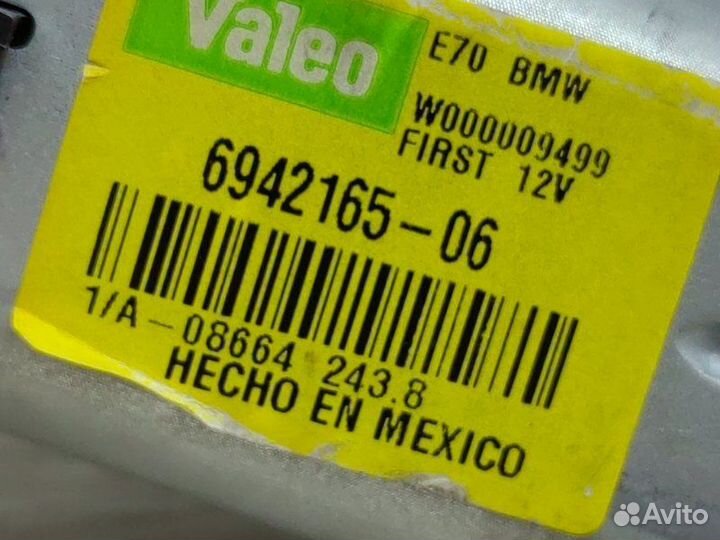 Valeo
E70 BMW
W000009499
FIRST 12V
6942165-06
1/A-08664 243.8
HECHO EN MEXICO
Avito